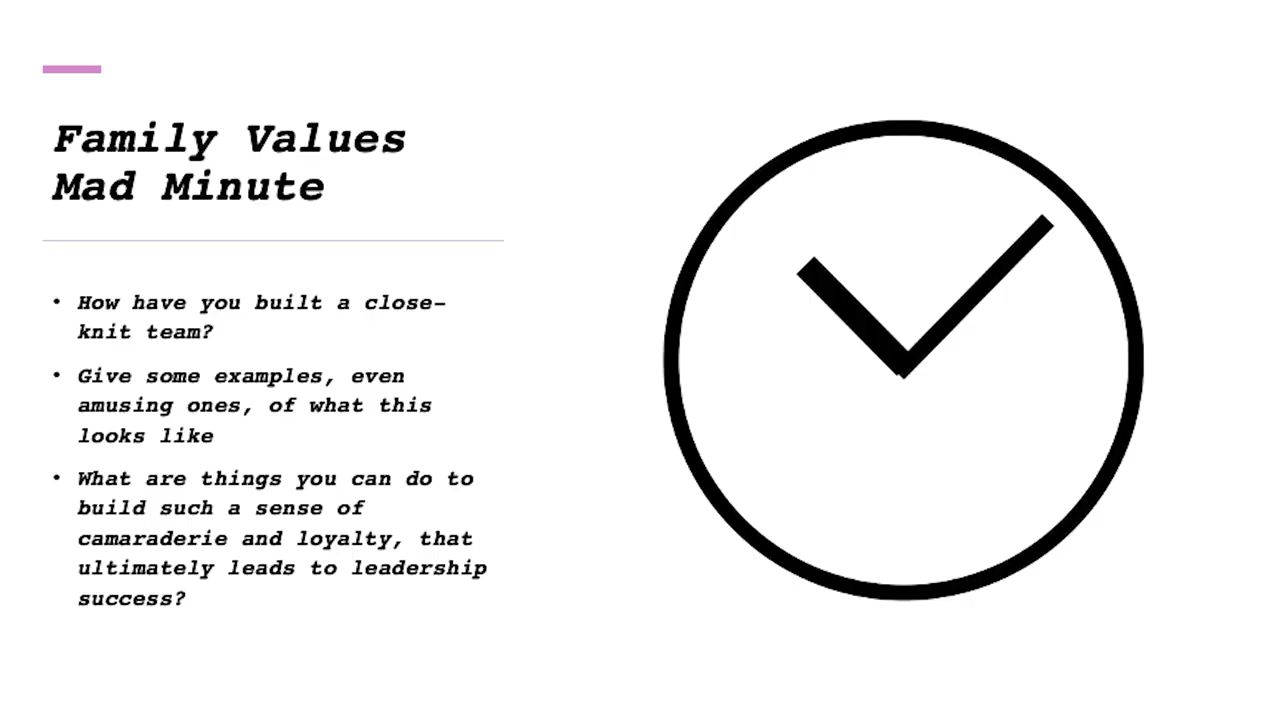 Family Values
Mad Minute
• How have you built a close-
knit team?
• Give some examples, even
amusing ones, of what this
looks like
• What are things you can do to
build such a sense of
camaraderie and loyalty, that
ultimately leads to leadership
success?